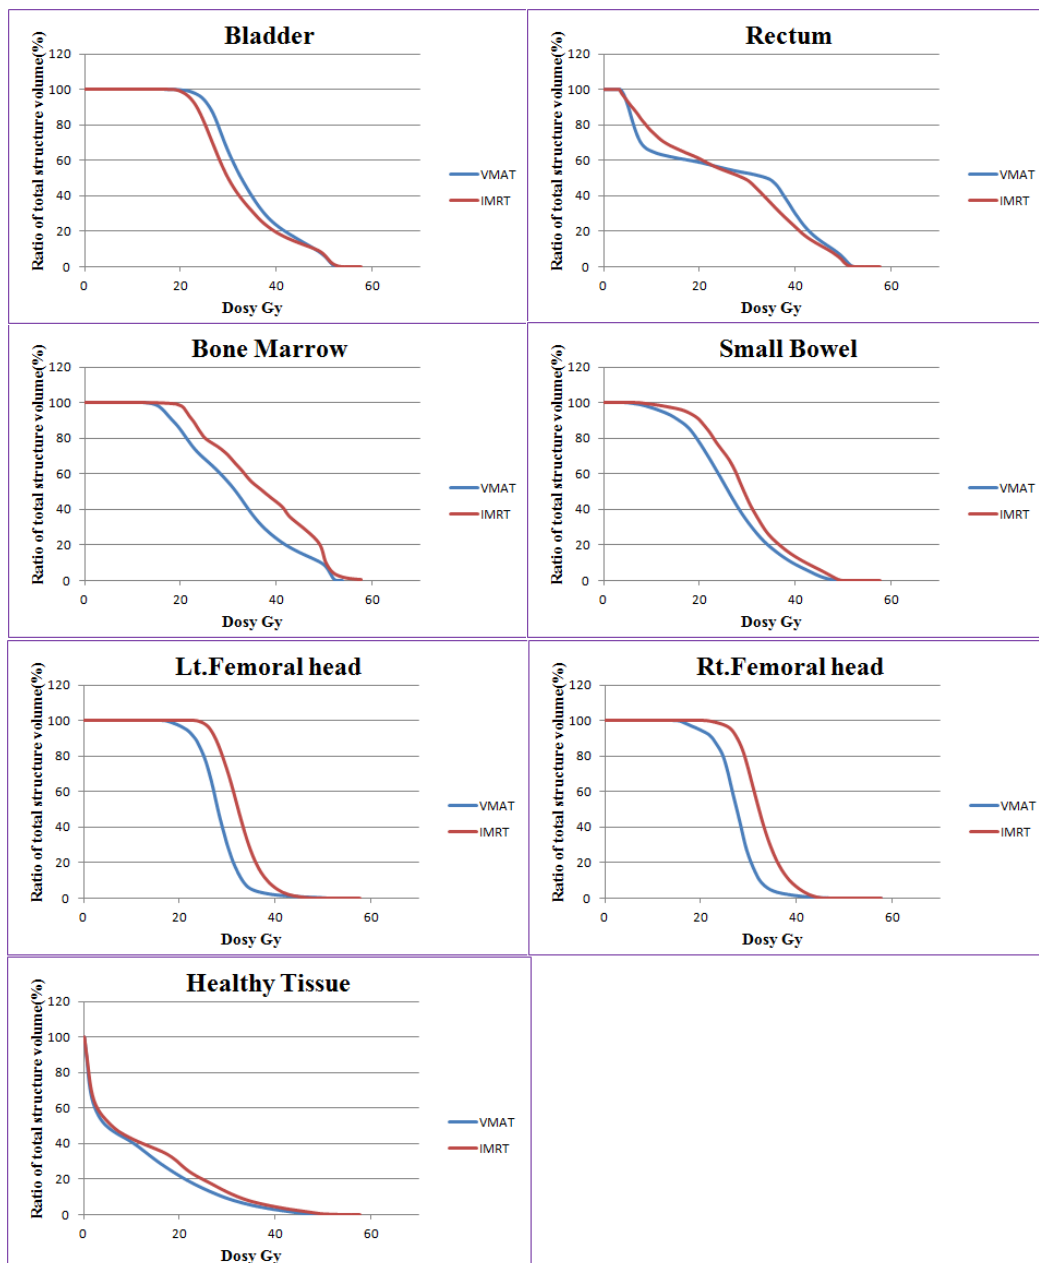 Bladder
Ratio of total structure volume(%)
120
100
80
60
40
20
0
0 20 40 60
Dosy Gy
VMAT
IMRT
Rectum
Ratio of total structure volume(%)
120
100
80
60
40
20
0
0 20 40 60
Dosy Gy
VMAT
IMRT
Bone Marrow
Ratio of total structure volume(%)
120
100
80
60
40
20
0
0 20 40 60
Dosy Gy
VMAT
IMRT
Small Bowel
Ratio of total structure volume(%)
120
100
80
60
40
20
0
0 20 40 60
Dosy Gy
VMAT
IMRT
Lt.Femoral head
Ratio of total structure volume(%)
120
100
80
60
40
20
0
0 20 40 60
Dosy Gy
VMAT
IMRT
Rt.Femoral head
Ratio of total structure volume(%)
120
100
80
60
40
20
0
0 20 40 60
Dosy Gy
VMAT
IMRT
Healthy Tissue
Ratio of total structure volume(%)
120
100
80
60
40
20
0
0 20 40 60
Dosy Gy
VMAT
IMRT